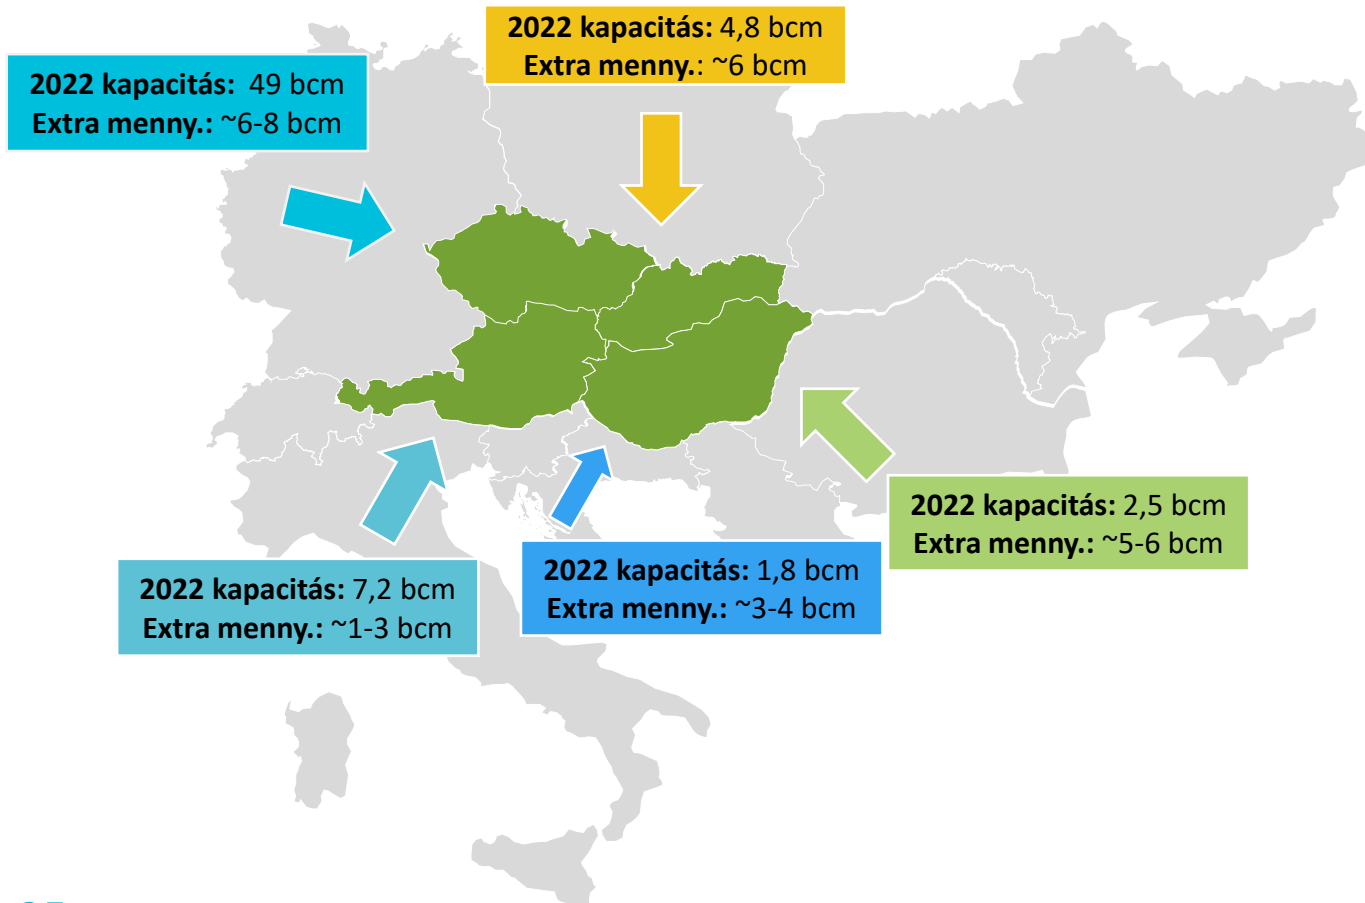 2022 kapacitás: 4,8 bcm
Extra menny.: ~6 bcm
2022 kapacitás: 49 bcm
Extra menny.: ~6-8 bcm
2022 kapacitás: 2,5 bcm
Extra menny.: ~5-6 bcm
2022 kapacitás: 1,8 bcm
Extra menny.: ~3-4 bcm
2022 kapacitás: 7,2 bcm
Extra menny.: ~1-3 bcm